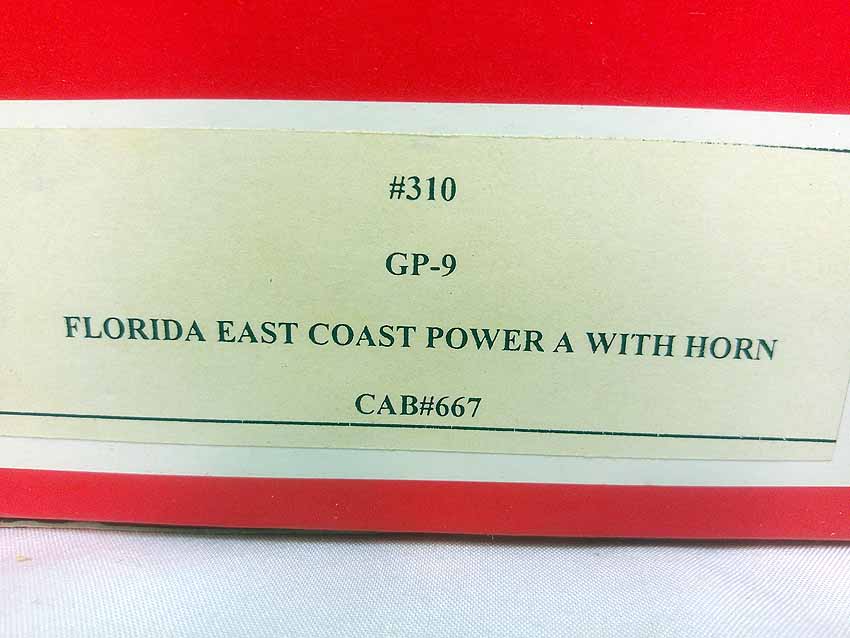 #310
GP-9
FLORIDA EAST COAST POWER A WITH HORN
CAB#667